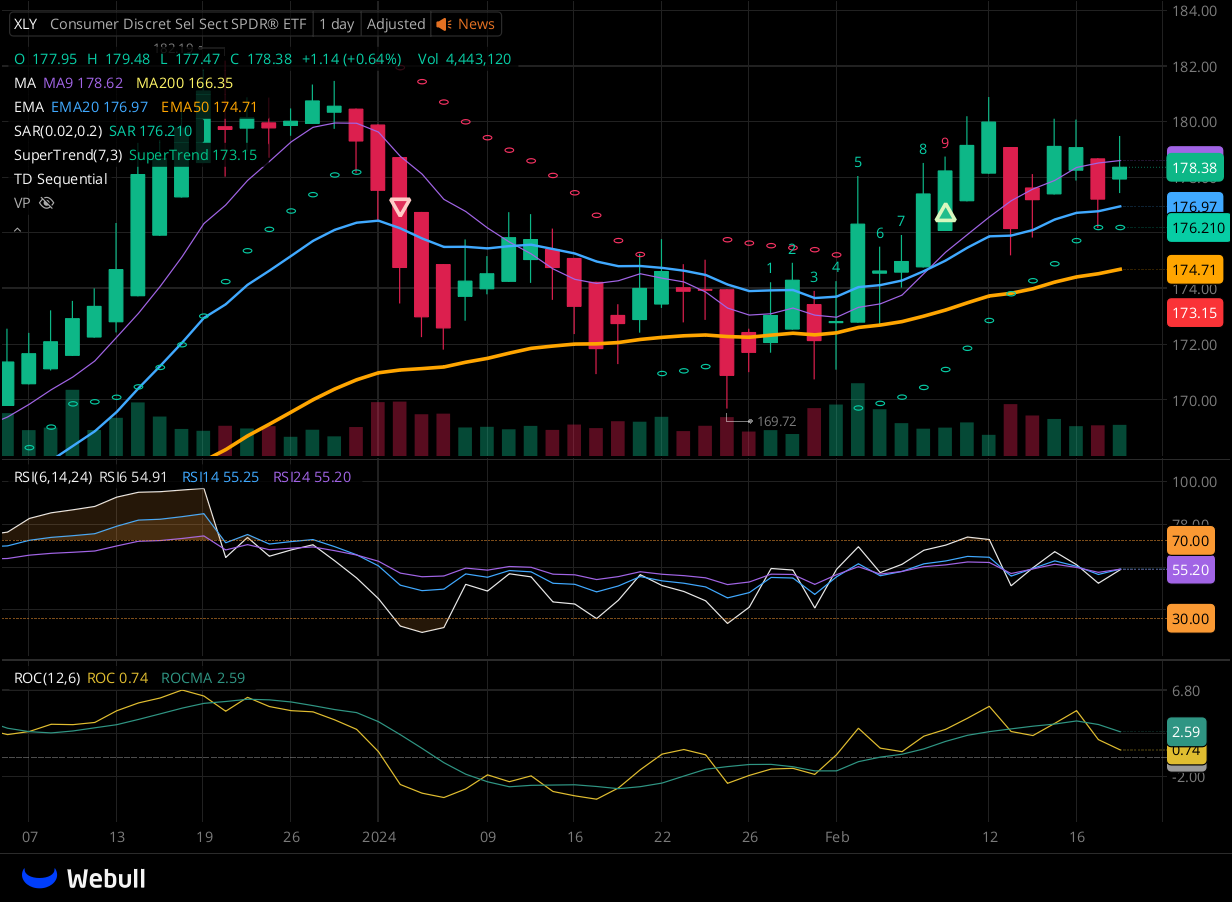 XLY Consumer Discret Sel Sect SPDR® ETF 1 day Adjusted News
184.00
O 177.95 H 179.48 L 177.47 C 178.38 +1.14 (+0.64%) Vol 4,443,120
182.00
MA MA9 178.62 MA200 166.35
EMA EMA20 176.97 EMA50 174.71
180.00
SAR(0.02,0.2) SAR 176.210
SuperTrend(7,3) SuperTrend 173.15
TD Sequential
VP
1 2 3 4 5 6 7 8 9
178.38
176.97
176.210
174.71
174.00
173.15
172.00
170.00
169.72
RSI(6,14,24) RSI6 54.91 RSI14 55.25 RSI24 55.20
100.00
70.00
55.20
30.00
ROC(12,6) ROC 0.74 ROCMA 2.59
6.80
2.59
0.74
-2.00
07 13 19 26 2024 09 16 22 26 Feb 12 16
Webull